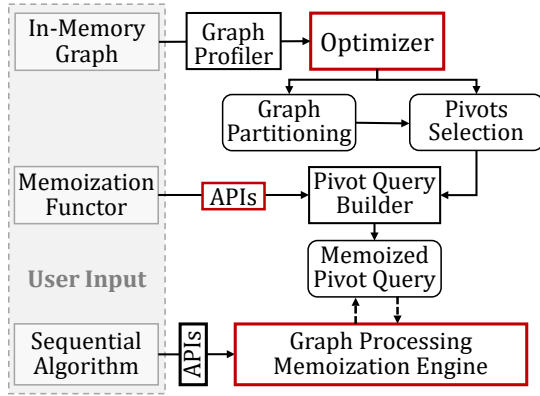 In-Memory
Graph
Graph
Profiler
Optimizer
Graph
Partitioning
Pivots
Selection
Memoization
Functor
APIs
Pivot Query
Builder
Memoized
Pivot Query
User Input
Sequential
Algorithm
APIs
Graph Processing
Memoization Engine